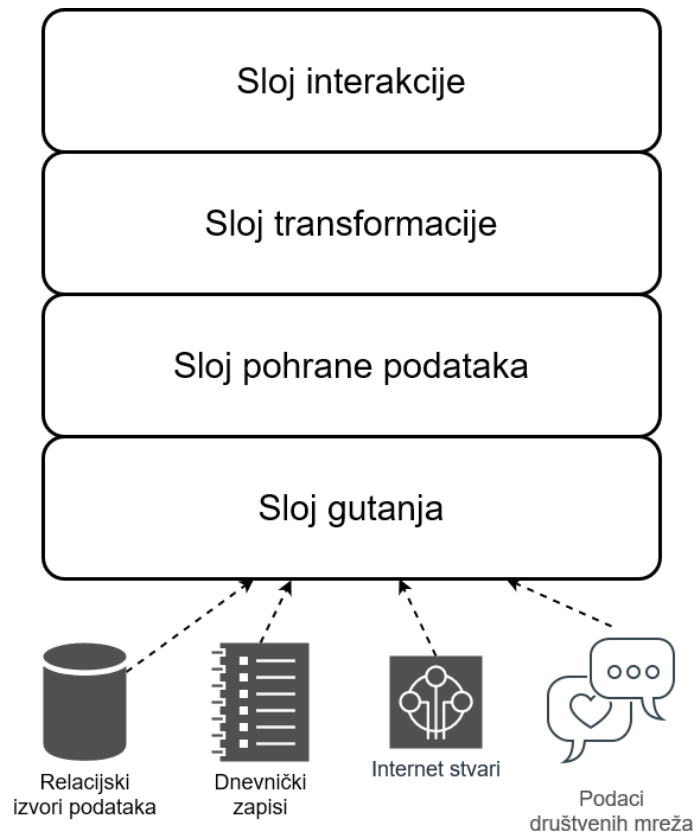 Sloj interakcije
Sloj transformacije
Sloj pohrane podataka
Sloj gutanja
Relacijski
izvori podataka
Dnevnički
zapisi
Internet stvari
Podaci
društvenih mreža